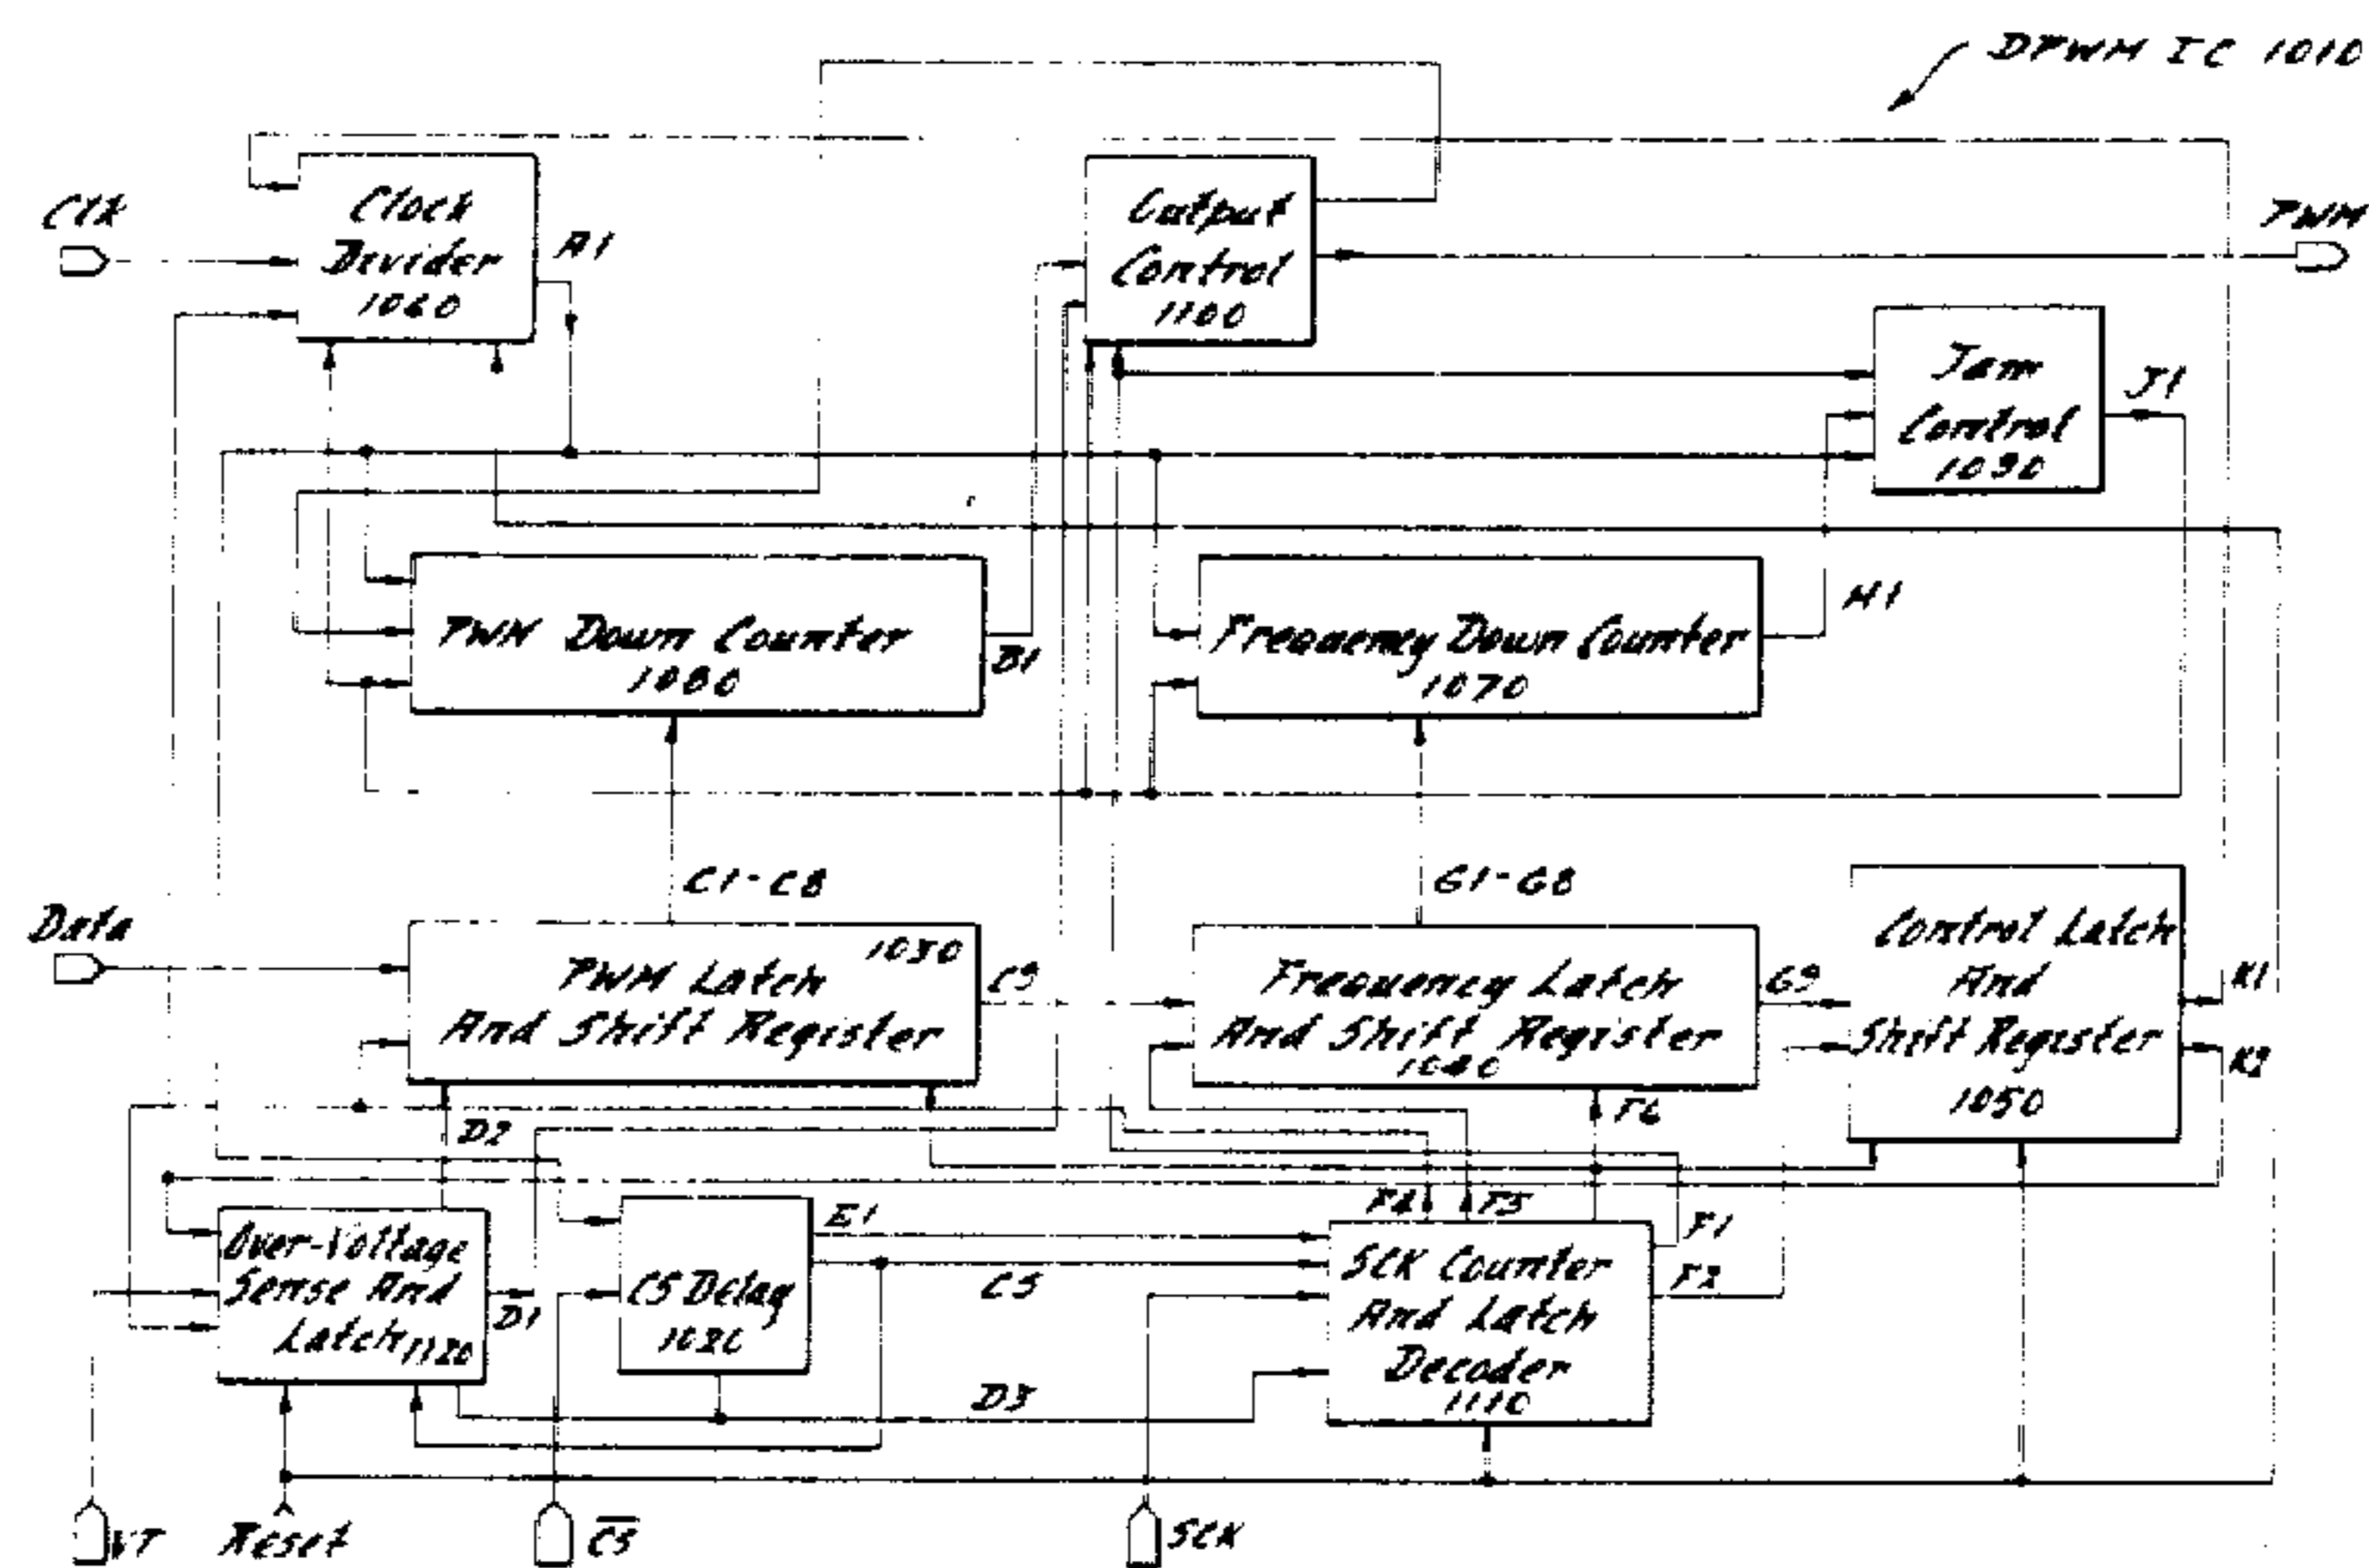 DPWM IC 1010
Clk
Clock
Divider
1060
A1
Output
Control
1100
PWM
Jam
Control
1090
J1
PWM Down Counter
1080
B1
Frequency Down Counter
1070
H1
C1-C8
G1-G8
Data
1030
PWM Latch
And Shift Register
C9
Frequency Latch
And Shift Register
1040
G9
Control Latch
And
Shift Register
1050
K1
K2
D2
F6
Over-Voltage
Sense And
Latch 1120
D1
E1
CS Delay
1020
CS
F4
F5
SCK Counter
And Latch
Decoder
1110
F1
F2
D3
VT
Reset
C̅S̅
SCK